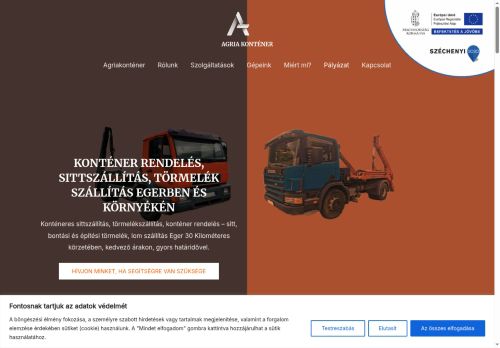 AGRIA KONTÉNER
Agriakonténer Rólunk Szolgáltatások Gépeink Miért mi? Pályázat Kapcsolat
MAGYARORSZÁG KORMÁNYA
Európai Unió
Európai Regionális
Fejlesztési Alap
BEFEKTETÉS A JÖVŐBE
SZÉCHENYI 2020
KONTÉNER RENDELÉS,
SITTSZÁLLÍTÁS, TÖRMELÉK
SZÁLLÍTÁS EGERBEN ÉS
KÖRNYÉKÉN
Konténeres sittszállítás, törmelékszállítás, konténer rendelés – sitt,
bontási és építési törmelék, lom szállítás Eger 30 Kilométeres
körzetében, kedvező árakon, gyors határidővel.
HÍVJON MINKET, HA SEGÍTSÉGRE VAN SZÜKSÉGE
Fontosnak tartjuk az adatok védelmét
A böngészési élmény fokozása, a személyre szabott hirdetések vagy tartalmak megjelenítése, valamint a forgalom
elemzése érdekében sütiket (cookie) használunk. A "Mindet elfogadom" gombra kattintva hozzájárulhat a sütik
használatához.
Testreszabás Elutasít Az összes elfogadása